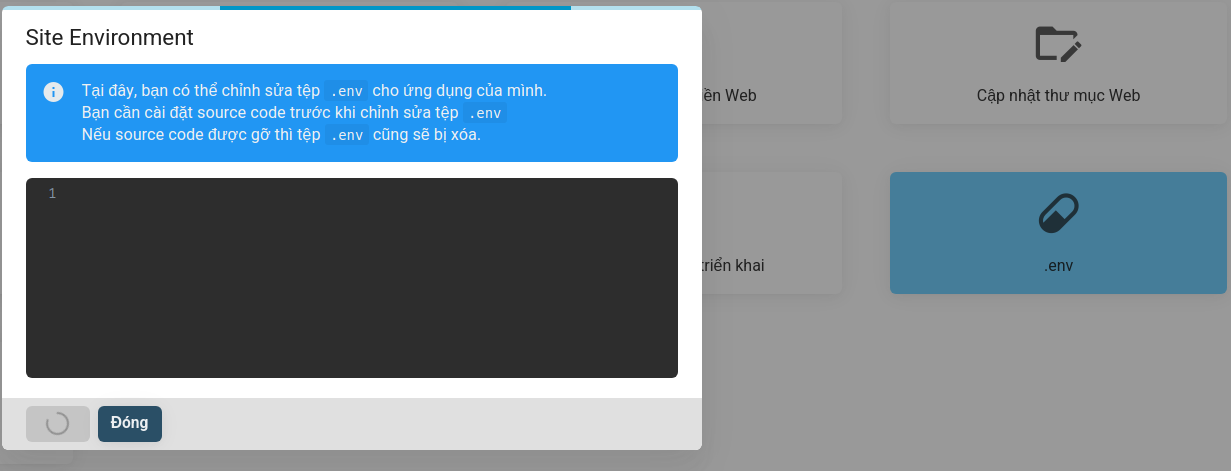 Site Environment
Tại đây, bạn có thể chỉnh sửa tệp .env cho ứng dụng của mình.
Bạn cần cài đặt source code trước khi chỉnh sửa tệp .env
Nếu source code được gỡ thì tệp .env cũng sẽ bị xóa.
1
Đóng
ền Web
Cập nhật thư mục Web
triển khai
.env